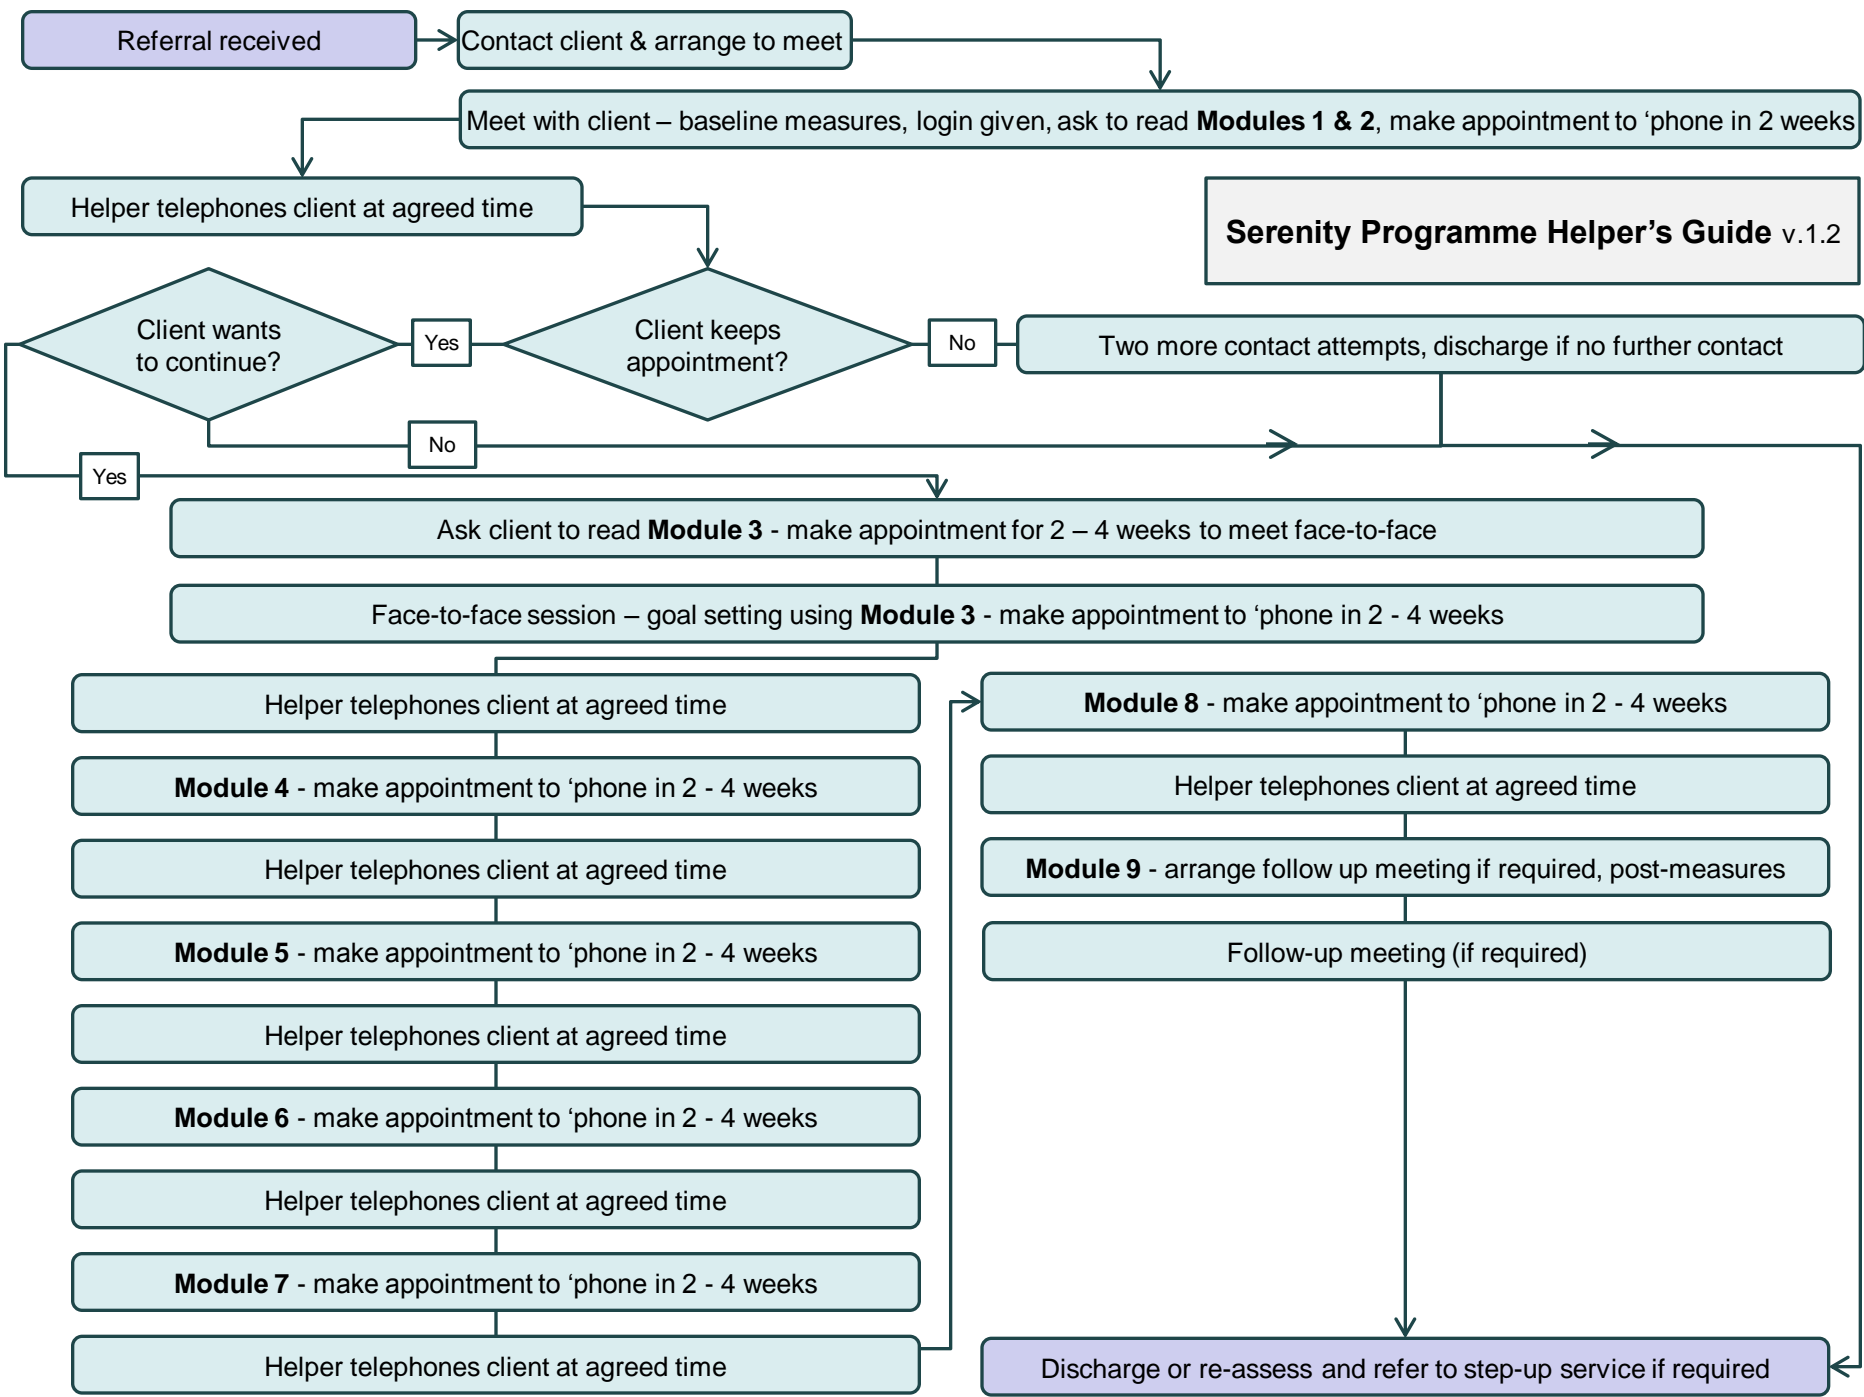 Referral received
Contact client & arrange to meet
Meet with client – baseline measures, login given, ask to read Modules 1 & 2, make appointment to ‘phone in 2 weeks
Helper telephones client at agreed time
Serenity Programme Helper’s Guide v.1.2
Client wants
to continue?
Yes
Client keeps
appointment?
No
Two more contact attempts, discharge if no further contact
No
Yes
Ask client to read Module 3 - make appointment for 2 – 4 weeks to meet face-to-face
Face-to-face session – goal setting using Module 3 - make appointment to ‘phone in 2 - 4 weeks
Helper telephones client at agreed time
Module 4 - make appointment to ‘phone in 2 - 4 weeks
Helper telephones client at agreed time
Module 5 - make appointment to ‘phone in 2 - 4 weeks
Helper telephones client at agreed time
Module 6 - make appointment to ‘phone in 2 - 4 weeks
Helper telephones client at agreed time
Module 7 - make appointment to ‘phone in 2 - 4 weeks
Helper telephones client at agreed time
Module 8 - make appointment to ‘phone in 2 - 4 weeks
Helper telephones client at agreed time
Module 9 - arrange follow up meeting if required, post-measures
Follow-up meeting (if required)
Discharge or re-assess and refer to step-up service if required